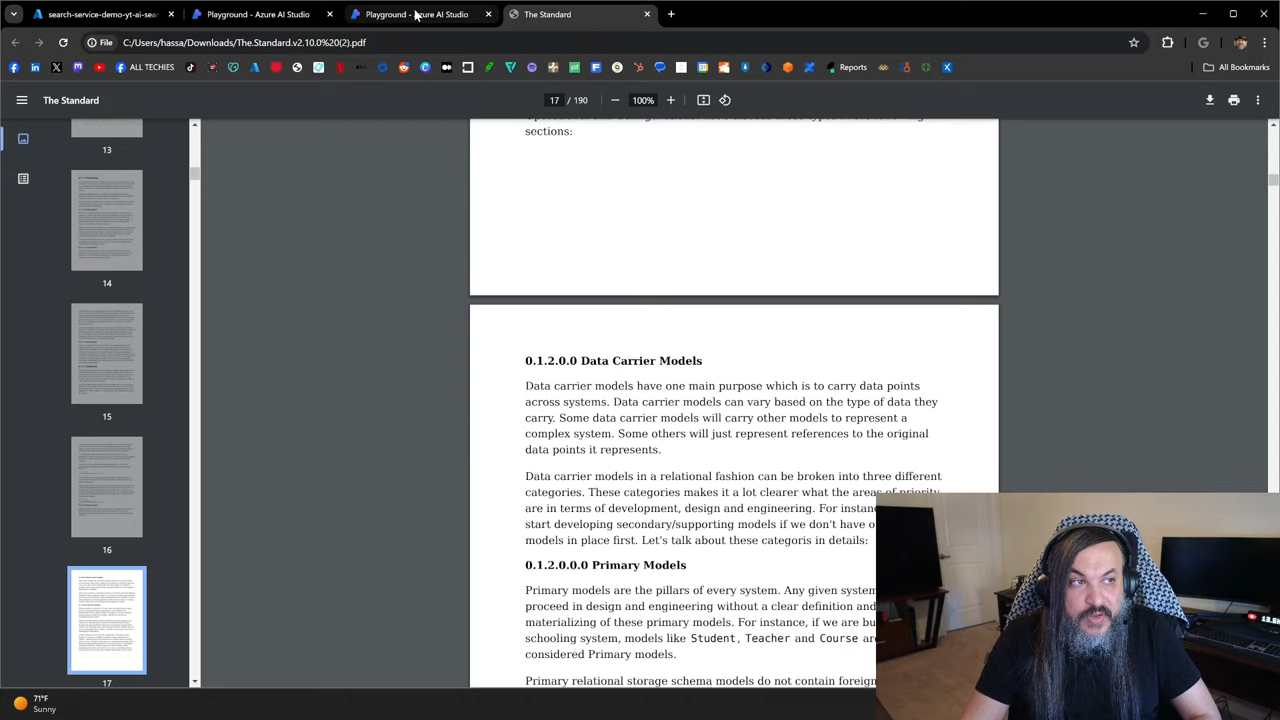 search-service-demo-yt-ai-sear
Playground - Azure AI Studio
Playground - Azure AI Studio
The Standard
File
C:/Users/hassa/Downloads/The.Standard.v2.10.0%20(2).pdf
ALL TECHIES
Reports
All Bookmarks
The Standard
17 / 190
100%
13
14
15
16
17
sections:
0.1.2.0.0 Data Carrier Models
Data carrier models have one main purpose which is to carry data points
across systems. Data carrier models can vary based on the type of data they
carry. Some data carrier models will carry other models to represent a
complex system. Some others will just represent references to the original
data points it represents.
Data carrier models in a relational fashion can be broken into three different
categories. These categories makes it a lot clearer what the areas of priority
are in terms of development, design and engineering. For instanc
start developing secondary/supporting models if we don't have o
models in place first. Let's talk about these categoris in details:
0.1.2.0.0.0 Primary Models
Primary models are the pillars of every system. Any given system
proceed in design and engineering without a clear definition and
materializing of these primary models. For instance, if we are bu
schooling system, models like Student, Teacher and Course are
considered Primary models.
Primary relational storage schema models do not contain foreign
71°F
Sunny